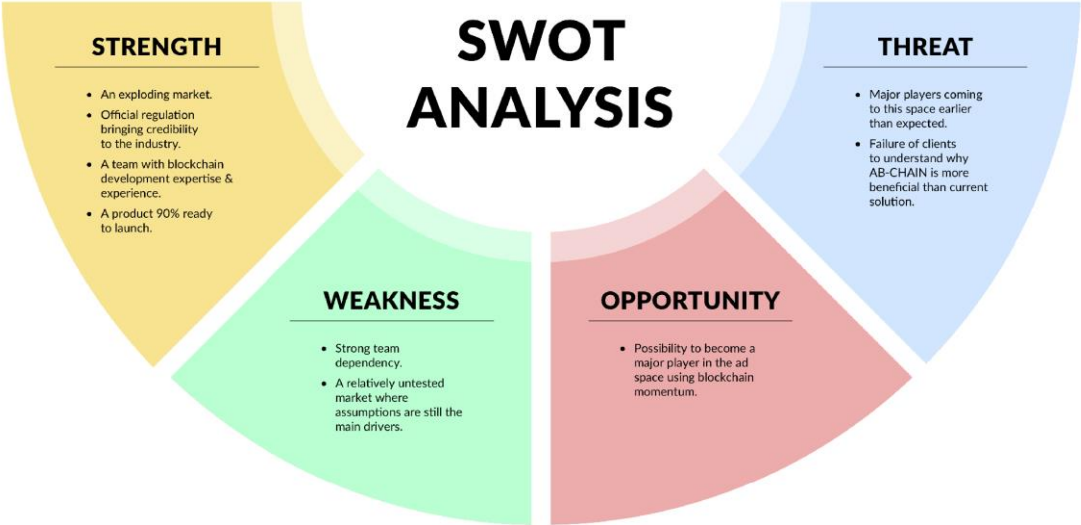 SWOT
ANALYSIS
STRENGTH
• An exploding market.
• Official regulation
bringing credibility
to the industry.
• A team with blockchain
development expertise &
experience.
• A product 90% ready
to launch.
WEAKNESS
• Strong team
dependency.
• A relatively untested
market where
assumptions are still the
main drivers.
OPPORTUNITY
• Possibility to become a
major player in the ad
space using blockchain
momentum.
THREAT
• Major players coming
to this space earlier
than expected.
• Failure of clients
to understand why
AB-CHAIN is more
beneficial than current
solution.